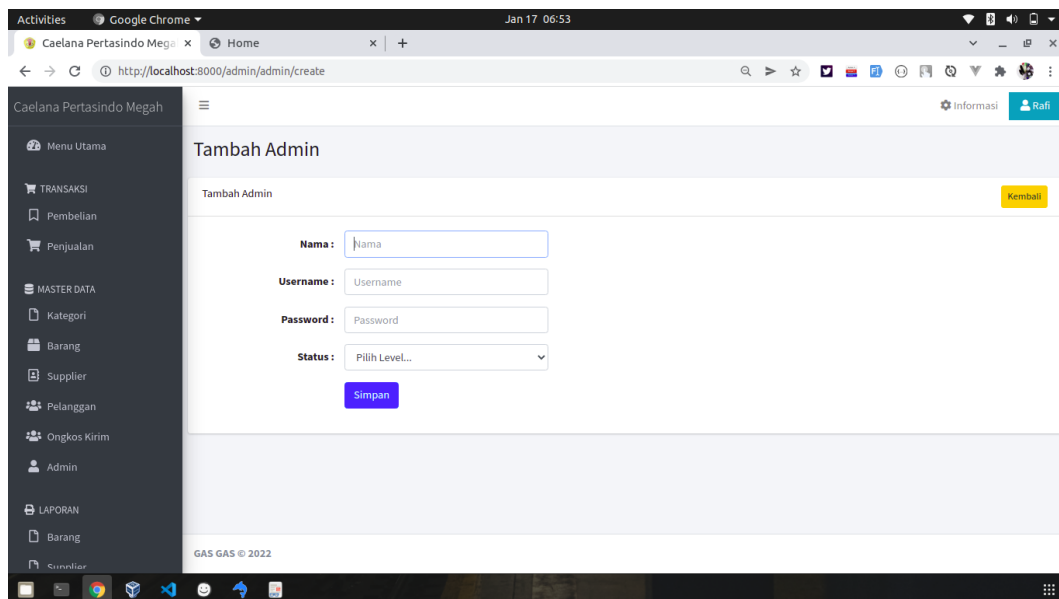 Activities Google Chrome Jan 17 06:53
Caelana Pertasindo Mega Home
http://localhost:8000/admin/admin/create
Caelana Pertasindo Megah Informasi Rafi
Menu Utama
TRANSAKSI
Pembelian
Penjualan
MASTER DATA
Kategori
Barang
Supplier
Pelanggan
Ongkos Kirim
Admin
LAPORAN
Barang
Supplier
Tambah Admin
Tambah Admin Kembali
Nama : Nama
Username : Username
Password : Password
Status : Pilih Level...
Simpan
GAS GAS © 2022